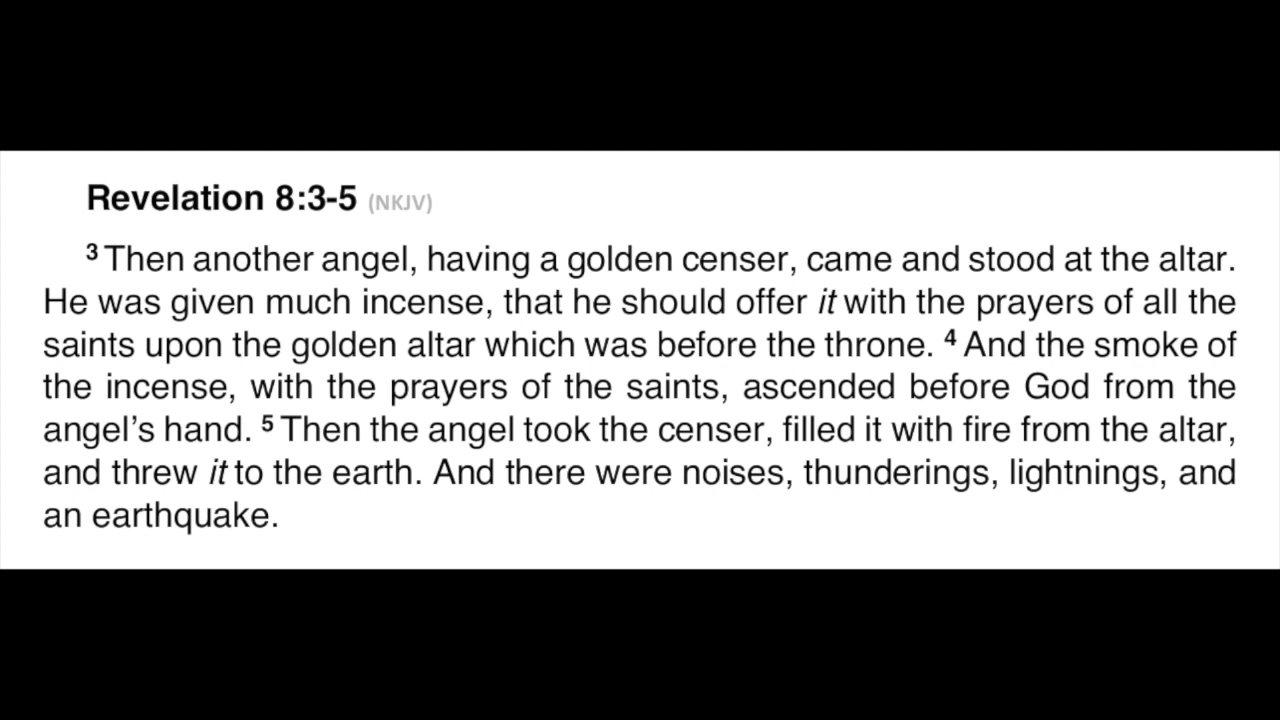 Revelation 8:3-5 (NKJV)
3 Then another angel, having a golden censer, came and stood at the altar.
He was given much incense, that he should offer it with the prayers of all the
saints upon the golden altar which was before the throne. 4 And the smoke of
the incense, with the prayers of the saints, ascended before God from the
angel’s hand. 5 Then the angel took the censer, filled it with fire from the altar,
and threw it to the earth. And there were noises, thunderings, lightnings, and
an earthquake.